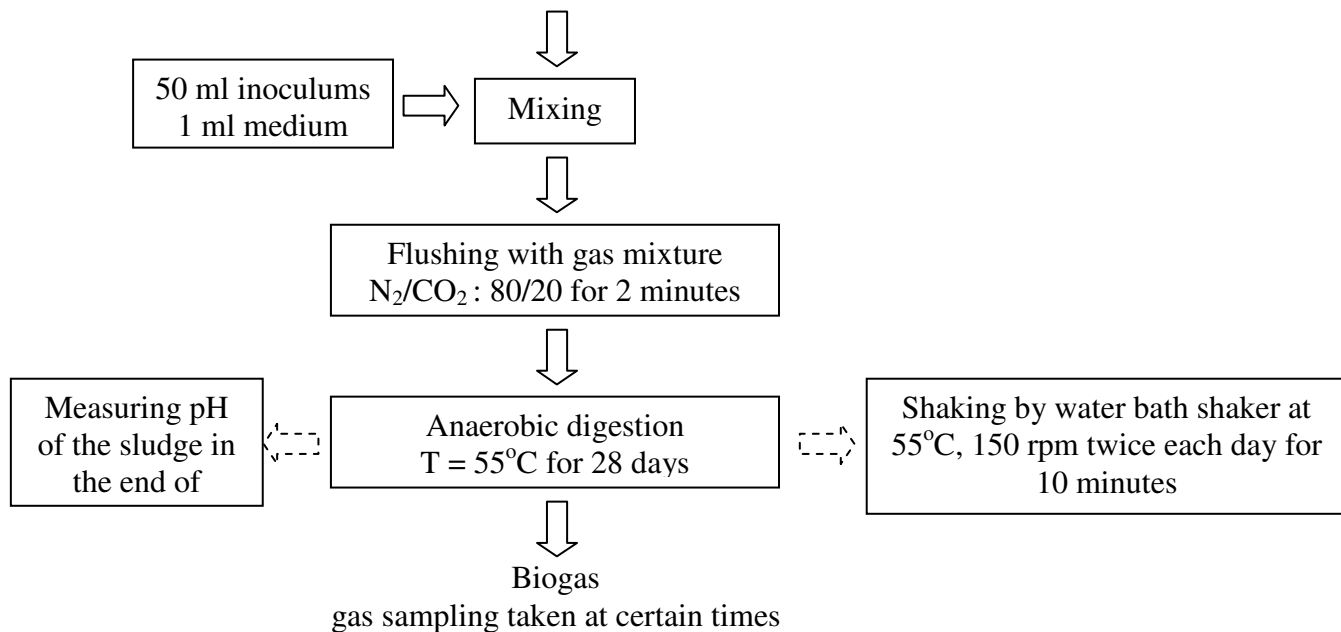 50 ml inoculums
1 ml medium
Mixing
Flushing with gas mixture
N₂/CO₂ : 80/20 for 2 minutes
Measuring pH
of the sludge in
the end of
Anaerobic digestion
T = 55°C for 28 days
Shaking by water bath shaker at
55°C, 150 rpm twice each day for
10 minutes
Biogas
gas sampling taken at certain times